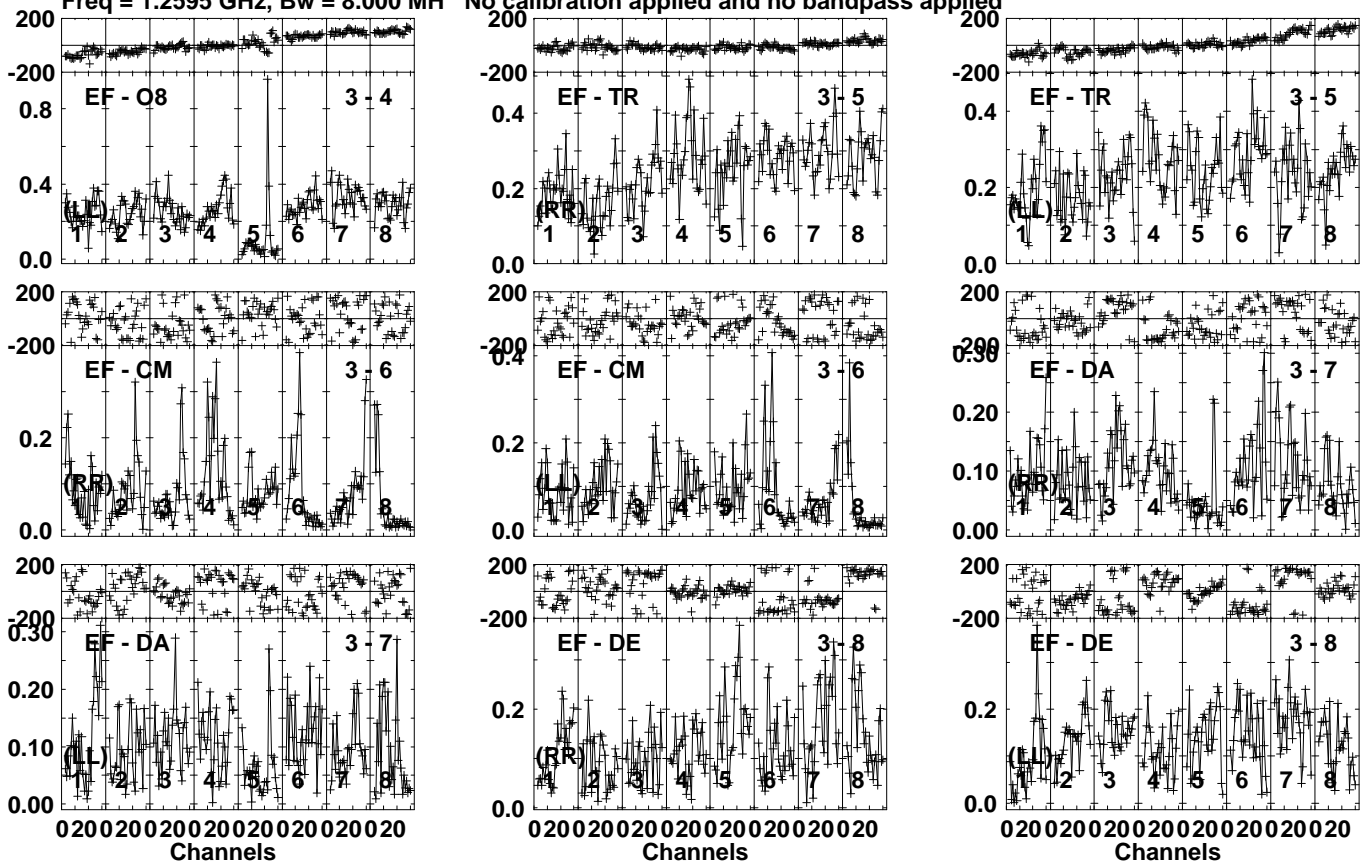 Freq = 1.2595 GHz, Bw = 8.000 MH No calibration applied and no bandpass applied
200 200 200
-200 -200 -200
EF - O8 3 - 4 EF - TR 3 - 5 EF - TR 3 - 5
0.8 0.4 0.4
0.4 0.2 0.2
(LL) (RR) (LL)
1 2 3 4 5 6 7 8 1 2 3 4 5 6 7 8 1 2 3 4 5 6 7 8
0.0 0.0 0.0
200 200 200
-200 -200 -200
0.4 0.30
EF - CM 3 - 6 EF - CM 3 - 6 EF - DA 3 - 7
0.2 0.2 0.20
0.10
(RR) (LL) (RR)
1 2 3 4 5 6 7 8 1 2 3 4 5 6 7 8 1 2 3 4 5 6 7 8
0.0 0.0 0.00
200 200 200
-200 -200 -200
0.30
EF - DA 3 - 7 EF - DE 3 - 8 EF - DE 3 - 8
0.20 0.2 0.2
0.10
(LL) (RR) (LL)
1 2 3 4 5 6 7 8 1 2 3 4 5 6 7 8 1 2 3 4 5 6 7 8
0.00 0.0 0.0
0 20 0 20 0 20 0 20 0 20 0 20 0 20 0 20 0 20 0 20 0 20 0 20 0 20 0 20 0 20 0 20 0 20 0 20 0 20 0 20 0 20 0 20 0 20 0 20
Channels Channels Channels